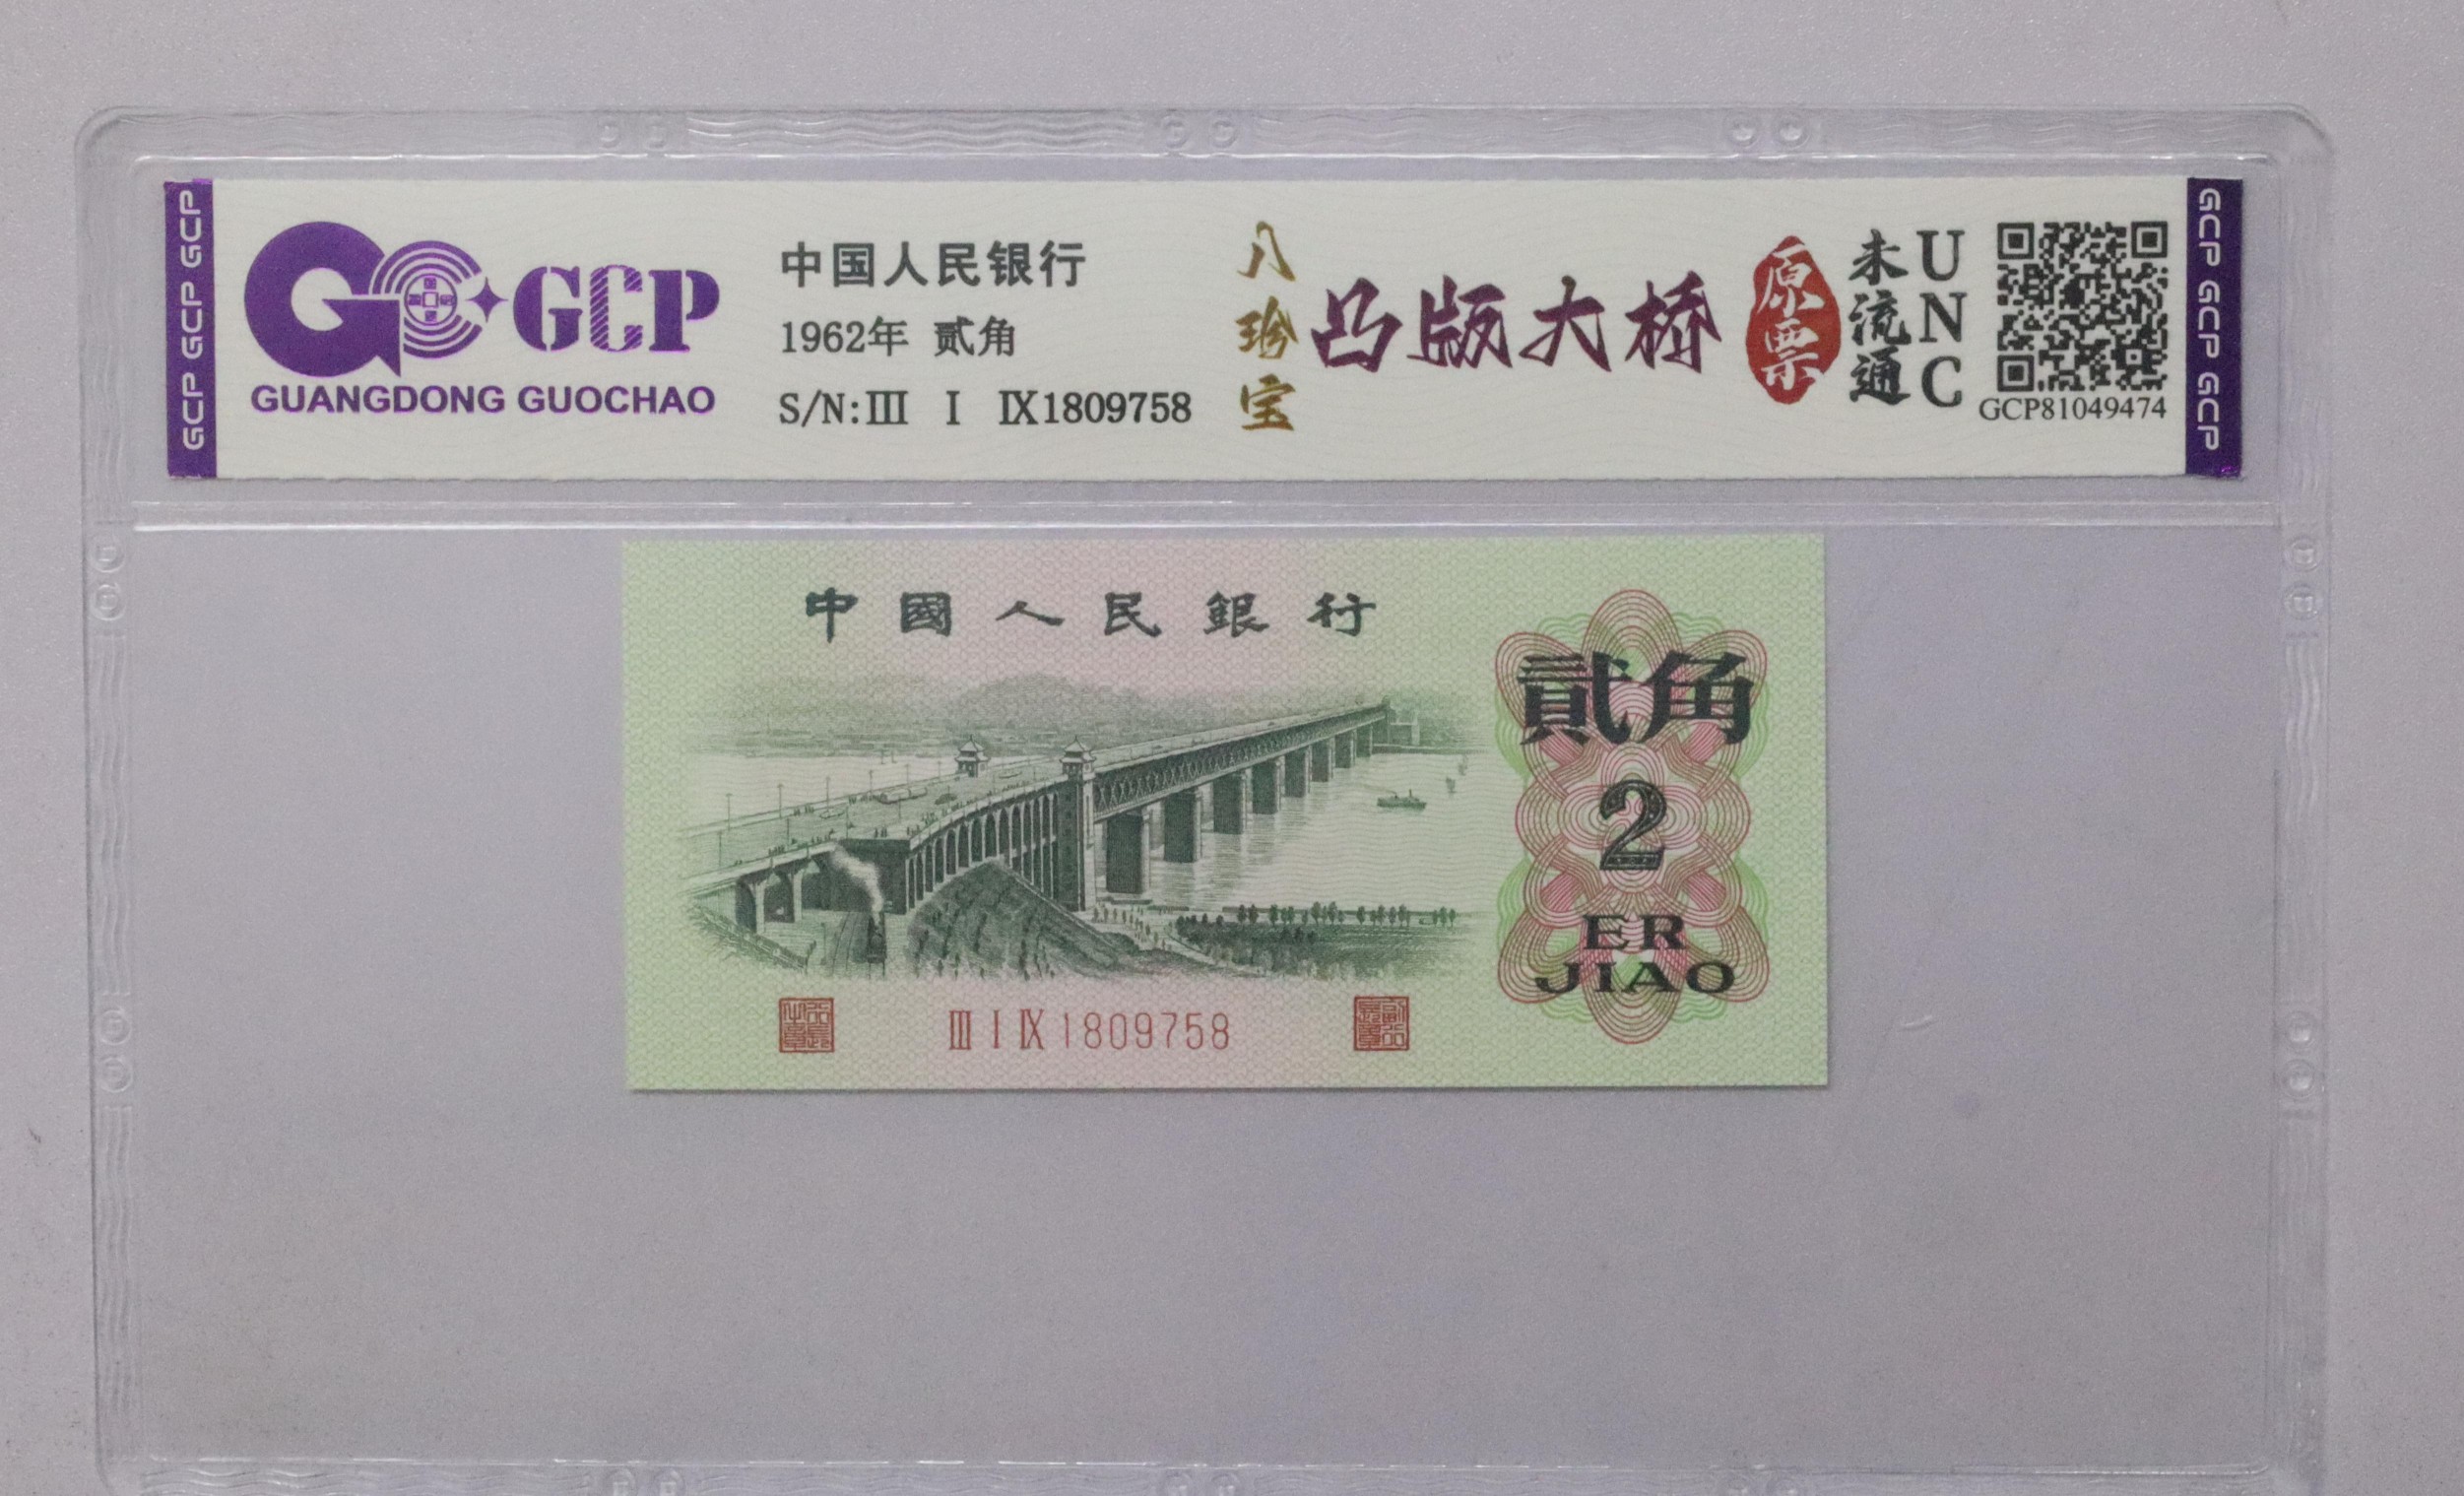 GCP GCP GCP
GCP
GUANGDONG GUOCHAO
中国人民银行
1962年 贰角
S/N:Ⅲ Ⅰ Ⅸ1809758
八珍宝
凸版大桥
原票
未流通
UNC
GCP81049474
GCP GCP GCP
中國人民銀行
貳角
2
ER
JIAO
Ⅲ Ⅰ Ⅸ 1809758